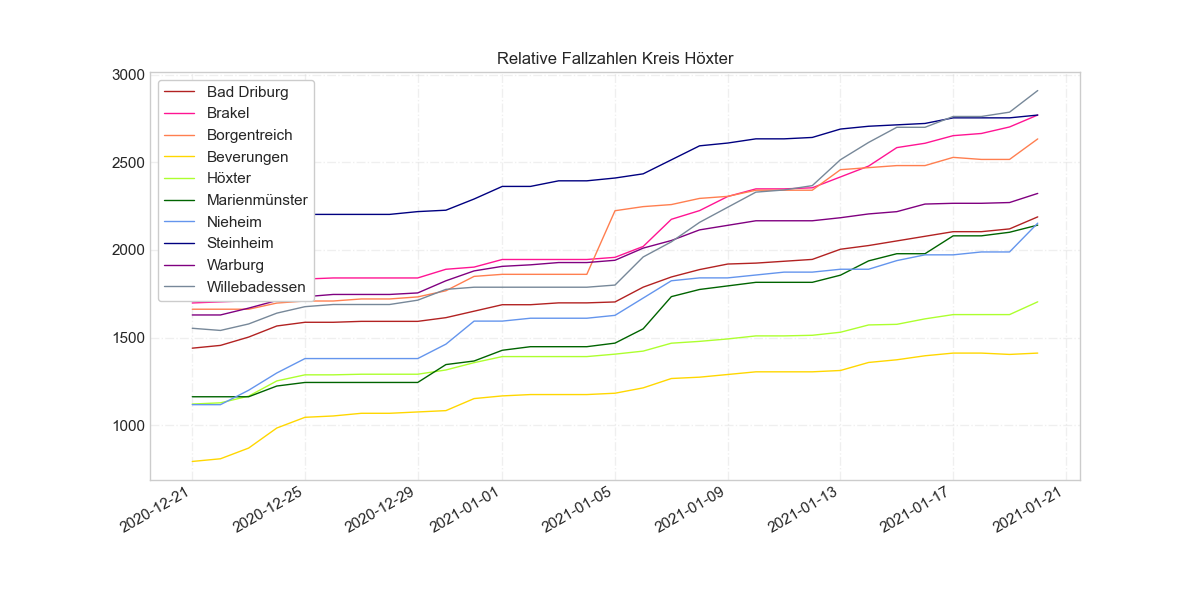 Relative Fallzahlen Kreis Höxter
3000
2500
2000
1500
1000
Bad Driburg
Brakel
Borgentreich
Beverungen
Höxter
Marienmünster
Nieheim
Steinheim
Warburg
Willebadessen
2020-12-21
2020-12-25
2020-12-29
2021-01-01
2021-01-05
2021-01-09
2021-01-13
2021-01-17
2021-01-21